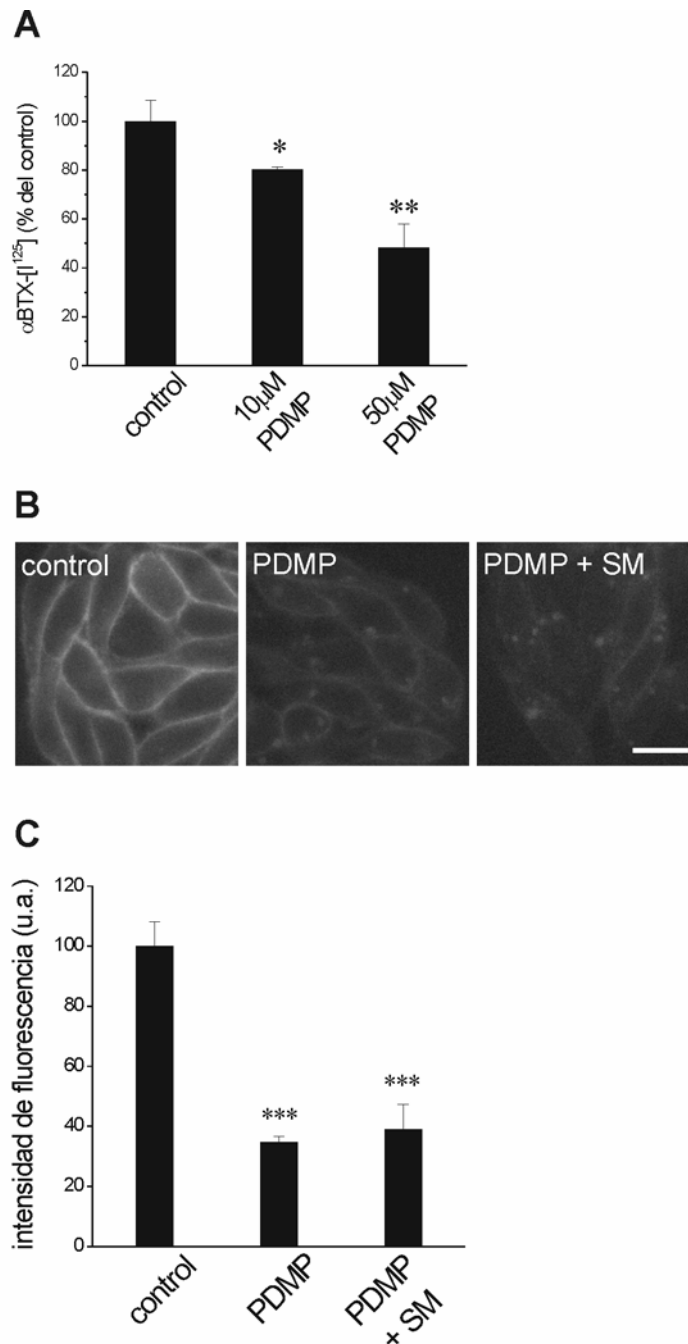 A
αBTX-[I¹²⁵] (% del control)
120
100
80
60
40
20
0
*
**
control
10µM
PDMP
50µM
PDMP
B
control
PDMP
PDMP + SM
C
intensidad de fluorescencia (u.a.)
120
100
80
60
40
20
0
***
***
control
PDMP
PDMP
+ SM